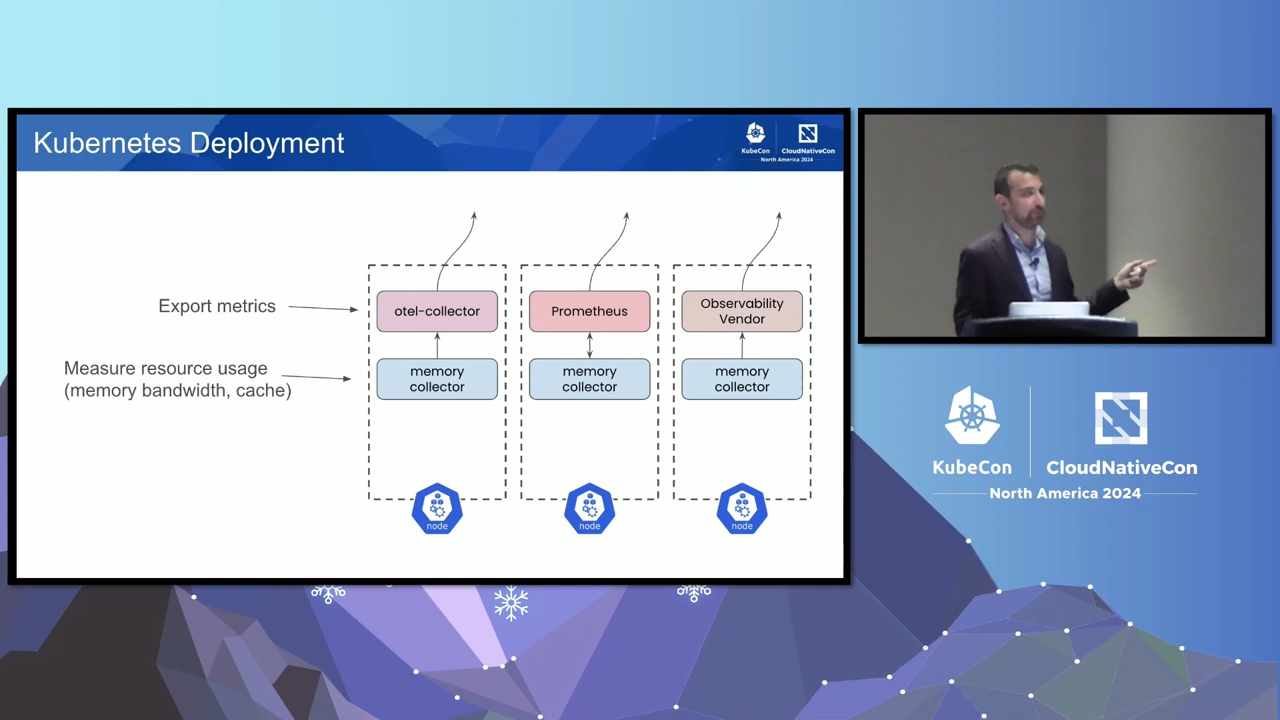 Kubernetes Deployment
KubeCon
CloudNativeCon
North America 2024
Export metrics
otel-collector
Prometheus
Observability
Vendor
Measure resource usage
(memory bandwidth, cache)
memory
collector
memory
collector
memory
collector
node
node
node
KubeCon
CloudNativeCon
North America 2024